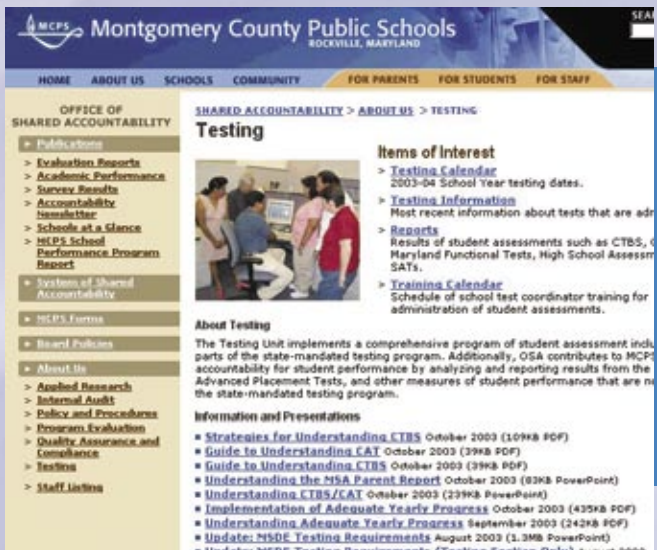 MCPS
Montgomery County Public Schools
ROCKVILLE, MARYLAND
HOME ABOUT US SCHOOLS COMMUNITY FOR PARENTS FOR STUDENTS FOR STAFF
OFFICE OF
SHARED ACCOUNTABILITY
Publications
> Evaluation Reports
> Academic Performance
> Survey Results
> Accountability
Newsletter
> Schools at a Glance
> MCPS School
Performance Program
Report
System of Shared
Accountability
MCPS Forms
Board Policies
About Us
> Applied Research
> Internal Audit
> Policy and Procedures
> Program Evaluation
> Quality Assurance and
Compliance
> Testing
> Staff Listing
SHARED ACCOUNTABILITY > ABOUT US > TESTING
Testing
Items of Interest
> Testing Calendar
2003-04 School Year testing dates.
> Testing Information
Most recent information about tests that are
> Reports
Results of student assessments such as CTBS,
Maryland Functional Tests, High School
SATs.
> Training Calendar
Schedule of school test coordinator training for
administration of student assessments.
About Testing
The Testing Unit implements a comprehensive program of student assessment
parts of the state-mandated testing program. Additionally, OSA contributes to
accountability for student performance by analyzing and reporting results from the
Advanced Placement Tests, and other measures of student performance that are
the state-mandated testing program.
Information and Presentations
Strategies for Understanding CTBS October 2003 (109KB PDF)
Guide to Understanding CAT October 2003 (39KB PDF)
Guide to Understanding CTBS October 2003 (39KB PDF)
Understanding the MSA Parent Report October 2003 (83KB PowerPoint)
Understanding CTBS/CAT October 2003 (239KB PowerPoint)
Implementation of Adequate Yearly Progress October 2003 (435KB PDF)
Understanding Adequate Yearly Progress September 2003 (242KB PDF)
Update: MSDE Testing Requirements August 2003 (1.3MB PowerPoint)